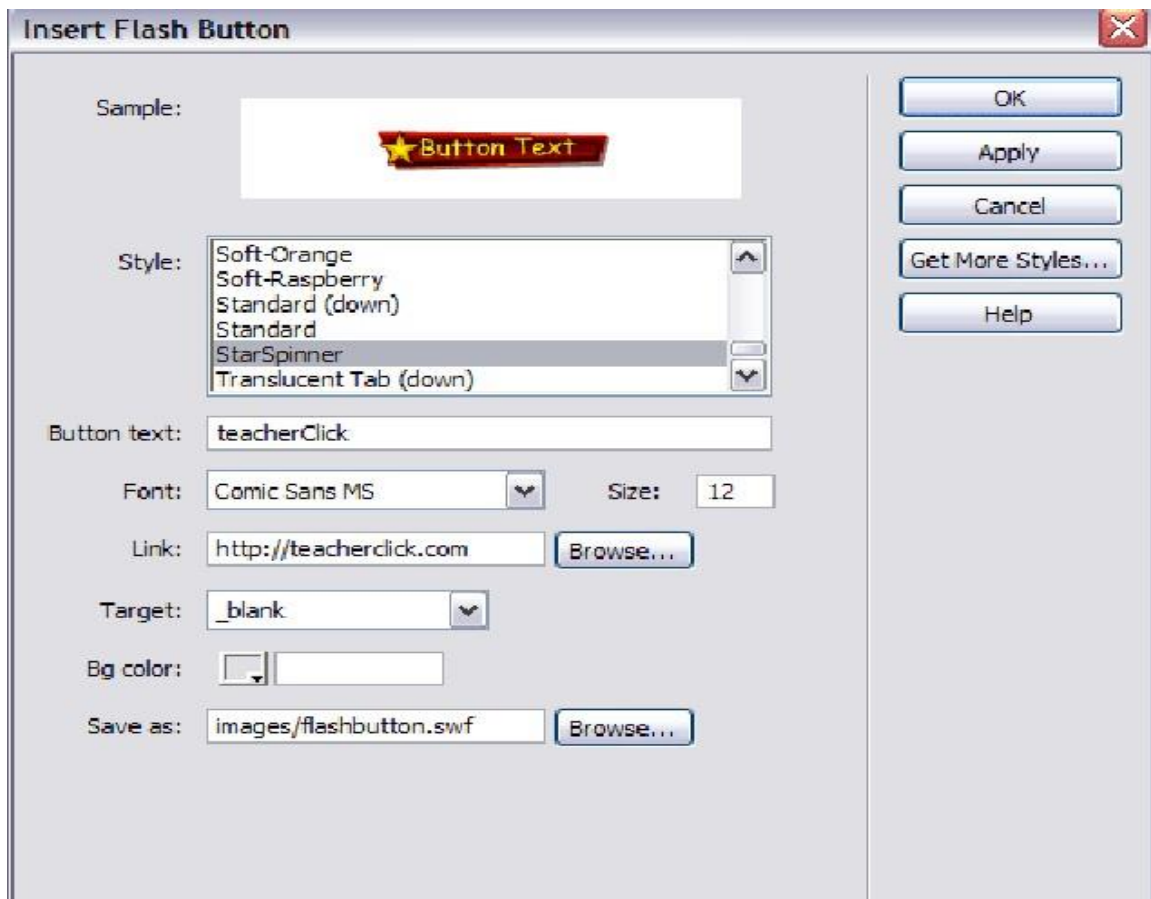 Insert Flash Button
Sample:
Button Text
OK
Apply
Cancel
Get More Styles...
Help
Style:
Soft-Orange
Soft-Raspberry
Standard (down)
Standard
StarSpinner
Translucent Tab (down)
Button text: teacherClick
Font: Comic Sans MS Size: 12
Link: http://teacherclick.com Browse...
Target: _blank
Bg color:
Save as: images/flashbutton.swf Browse...